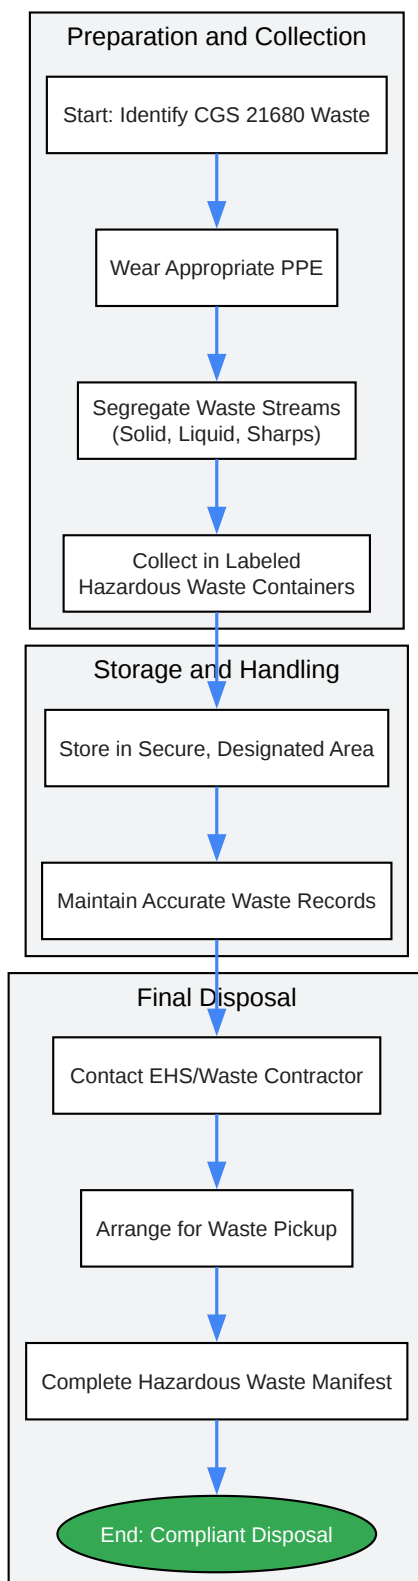 Preparation and Collection
Start: Identify CGS 21680 Waste
Wear Appropriate PPE
Segregate Waste Streams
(Solid, Liquid, Sharps)
Collect in Labeled
Hazardous Waste Containers
Storage and Handling
Store in Secure, Designated Area
Maintain Accurate Waste Records
Final Disposal
Contact EHS/Waste Contractor
Arrange for Waste Pickup
Complete Hazardous Waste Manifest
End: Compliant Disposal